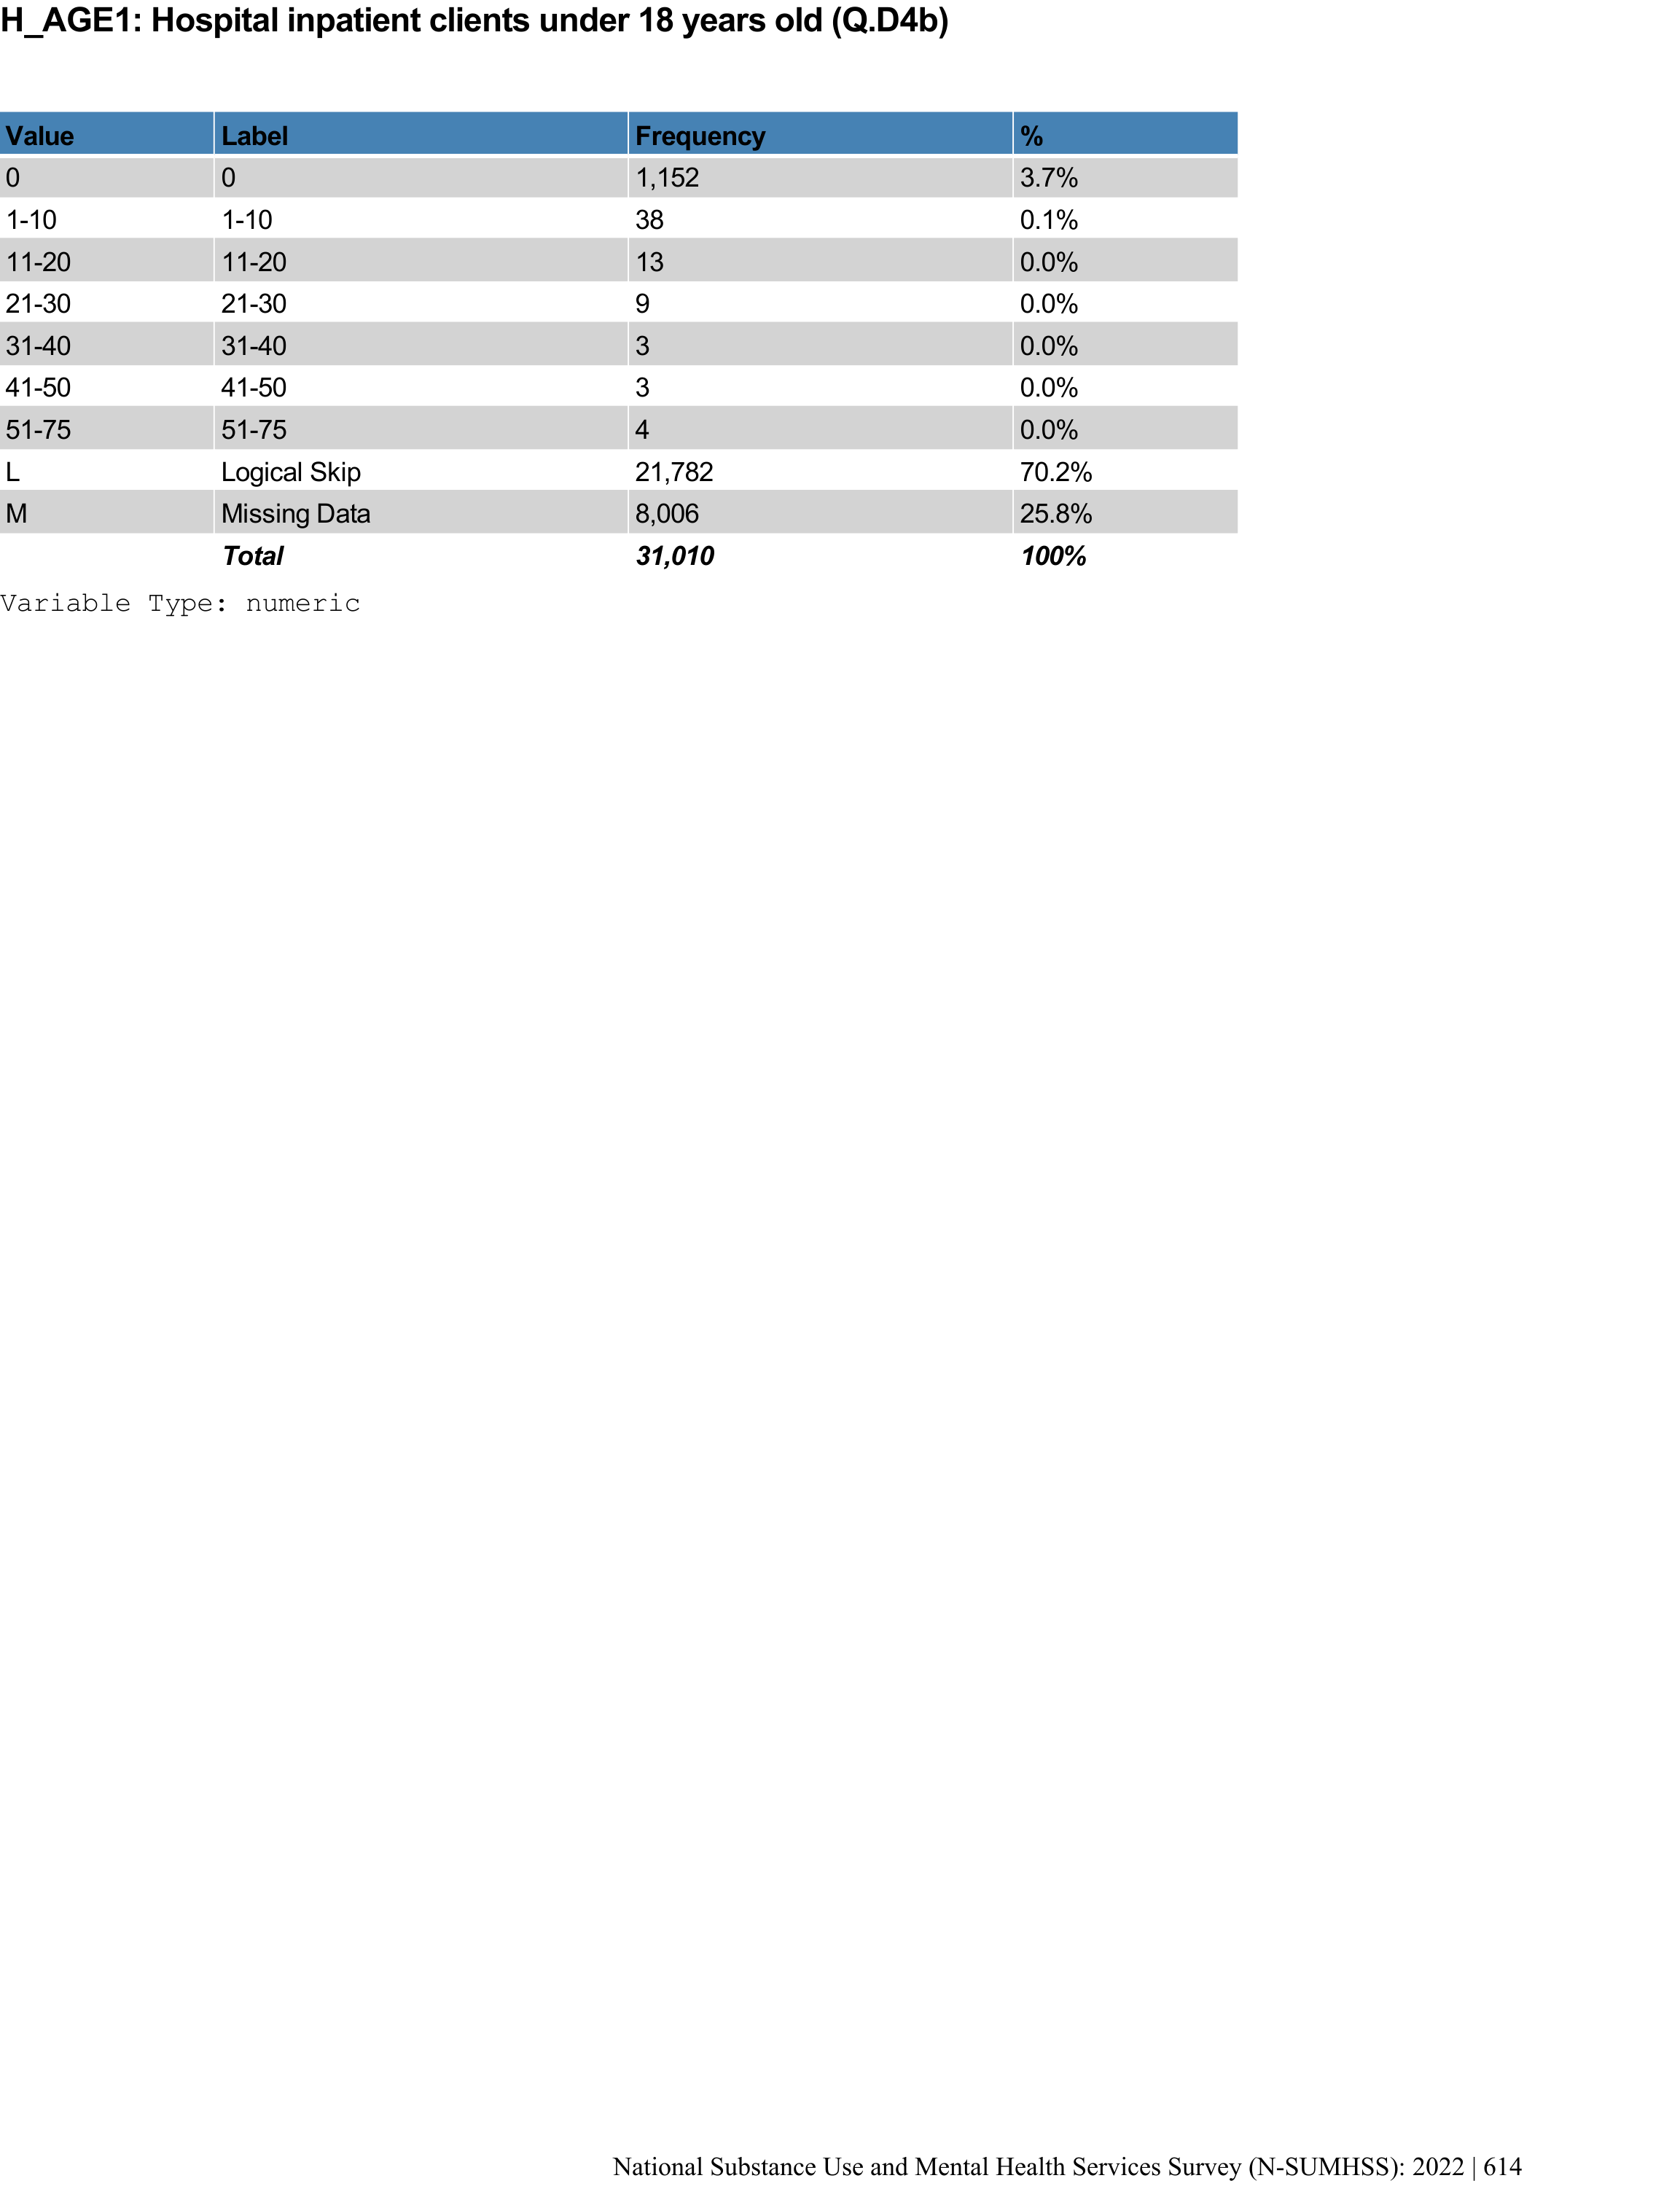 H_AGE1: Hospital inpatient clients under 18 years old (Q.D4b)
Value Label Frequency %
0 0 1,152 3.7%
1-10 1-10 38 0.1%
11-20 11-20 13 0.0%
21-30 21-30 9 0.0%
31-40 31-40 3 0.0%
41-50 41-50 3 0.0%
51-75 51-75 4 0.0%
L Logical Skip 21,782 70.2%
M Missing Data 8,006 25.8%
Total 31,010 100%
Variable Type: numeric
National Substance Use and Mental Health Services Survey (N-SUMHSS): 2022 | 614